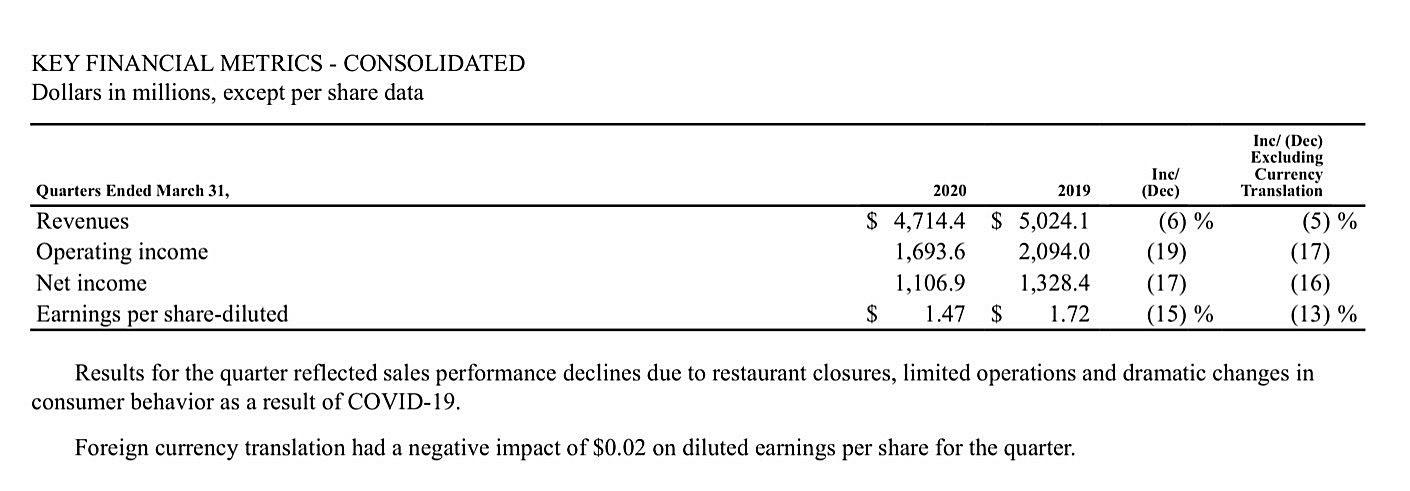 KEY FINANCIAL METRICS - CONSOLIDATED
Dollars in millions, except per share data
Quarters Ended March 31, 2020 2019 Inc/ (Dec) Inc/ (Dec) Excluding Currency Translation
Revenues $ 4,714.4 $ 5,024.1 (6) % (5) %
Operating income 1,693.6 2,094.0 (19) (17)
Net income 1,106.9 1,328.4 (17) (16)
Earnings per share-diluted $ 1.47 $ 1.72 (15) % (13) %
Results for the quarter reflected sales performance declines due to restaurant closures, limited operations and dramatic changes in
consumer behavior as a result of COVID-19.
Foreign currency translation had a negative impact of $0.02 on diluted earnings per share for the quarter.